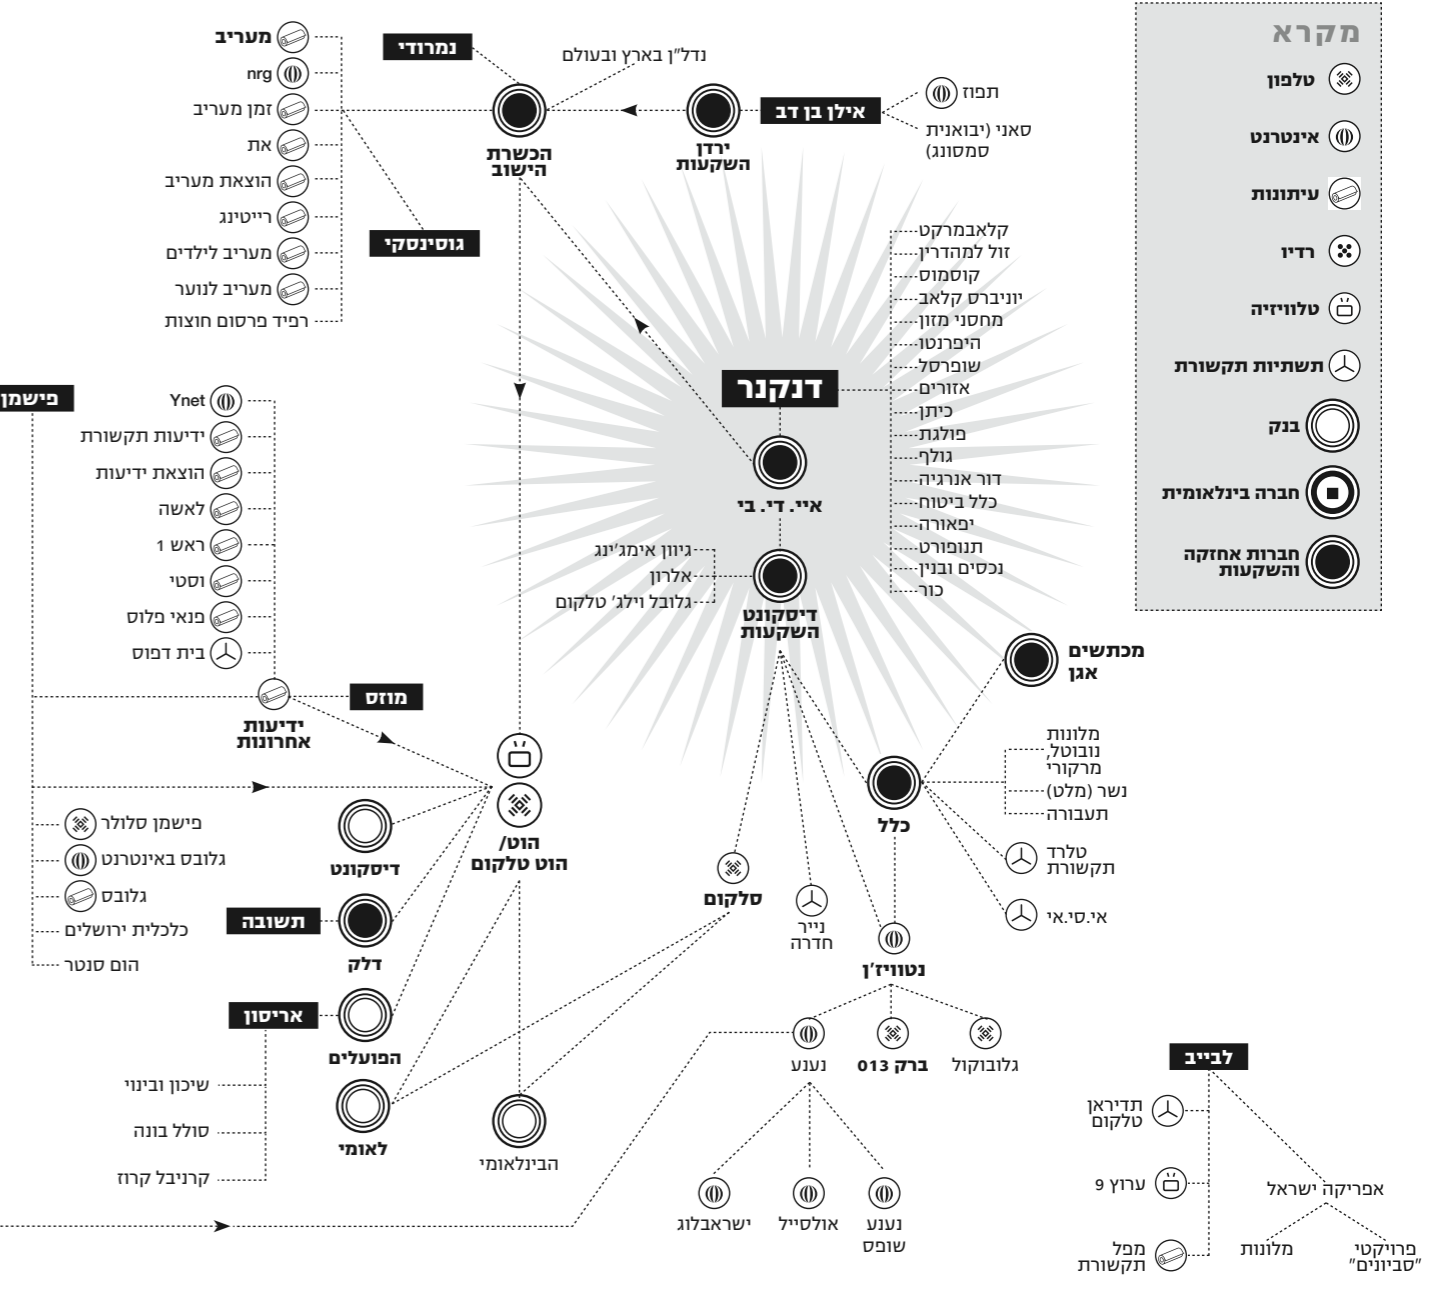 מקרא
טלפון
אינטרנט
עיתונות
רדיו
טלוויזיה
תשתיות תקשורת
בנק
חברה בינלאומית
חברות אחזקה
והשקעות
תפוז
סאני (יבואנית
סמסונג)
אילן בן דב
ירדן
השקעות
נדל"ן בארץ ובעולם
נמרודי
הכשרת
הישוב
גוסינסקי
מעריב
nrg
זמן מעריב
את
הוצאת מעריב
רייטינג
מעריב לילדים
מעריב לנוער
רפיד פרסום חוצות
קלאבמרקט
זול למהדרין
קוסמוס
יוניברס קלאב
מחסני מזון
היפרנטו
שופרסל
אזורים
כיתן
פולגת
גולף
דור אנרגיה
כלל ביטוח
יפאורה
תנופורט
נכסים ובנין
כור
דנקנר
איי. די. בי
דיסקונט
השקעות
גיוון אימג'ינג
אלרון
גלובל וילג' טלקום
מכתשים
אגן
מלונות
נובוטל,
מרקורי
נשר (מלט)
תעבורה
טלרד
תקשורת
אי.סי.אי
כלל
סלקום
נייר
חדרה
נטוויז'ן
גלובוקול
ברק 013
נענע
נענע
שופס
אולסייל
ישראבלוג
פישמן
Ynet
ידיעות תקשורת
הוצאת ידיעות
לאשה
ראש 1
וסטי
פנאי פלוס
בית דפוס
מוזס
ידיעות
אחרונות
הוט/
הוט טלקום
פישמן סלולר
גלובס באינטרנט
גלובס
כלכלית ירושלים
הום סנטר
דיסקונט
תשובה
דלק
אריסון
הפועלים
שיכון ובינוי
סולל בונה
קרניבל קרוז
לאומי
הבינלאומי
לבייב
תדיראן
טלקום
ערוץ 9
מפל
תקשורת
אפריקה ישראל
מלונות
פרויקטי
"סביונים"